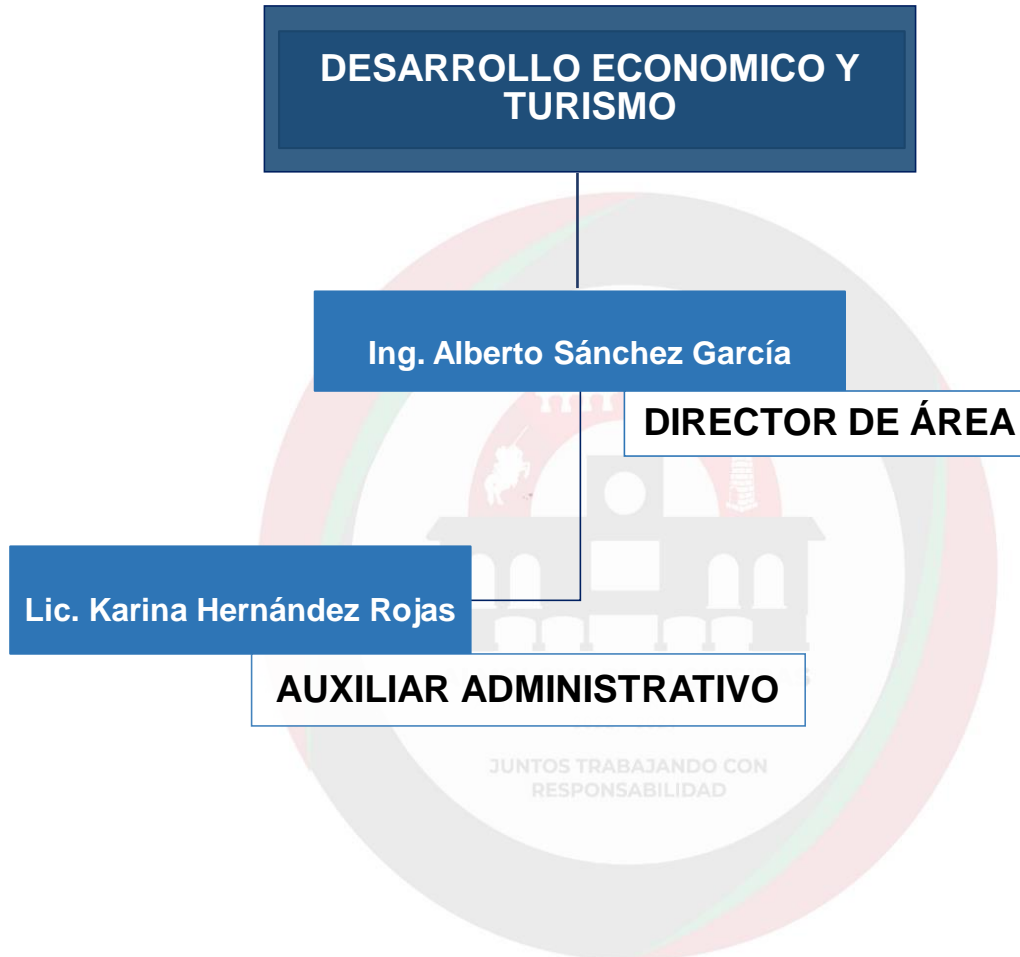 DESARROLLO ECONOMICO Y
TURISMO
Ing. Alberto Sánchez García
DIRECTOR DE ÁREA
Lic. Karina Hernández Rojas
AUXILIAR ADMINISTRATIVO
JUNTOS TRABAJANDO CON
RESPONSABILIDAD